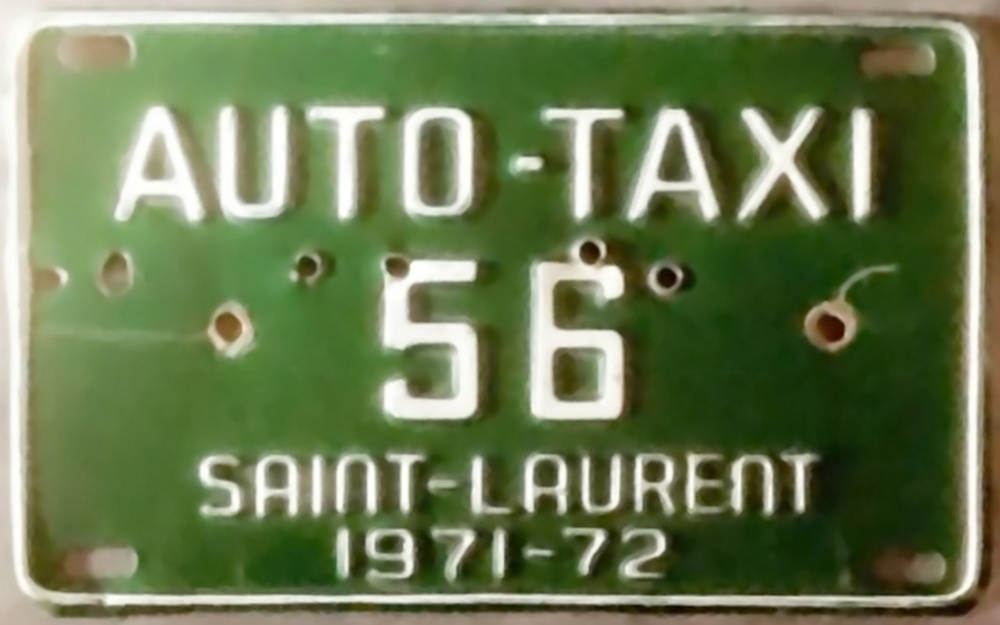 AUTO-TAXI
56
SAINT-LAURENT
1971-72